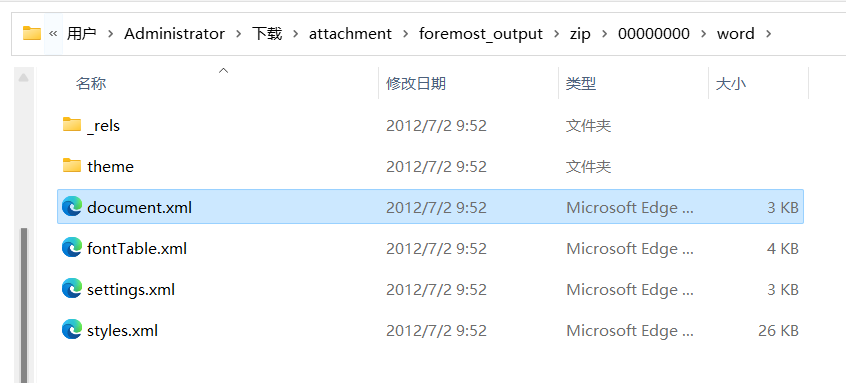 « 用户 › Administrator › 下载 › attachment › foremost_output › zip › 00000000 › word ›
名称 修改日期 类型 大小
_rels 2012/7/2 9:52 文件夹
theme 2012/7/2 9:52 文件夹
document.xml 2012/7/2 9:52 Microsoft Edge ... 3 KB
fontTable.xml 2012/7/2 9:52 Microsoft Edge ... 4 KB
settings.xml 2012/7/2 9:52 Microsoft Edge ... 3 KB
styles.xml 2012/7/2 9:52 Microsoft Edge ... 26 KB